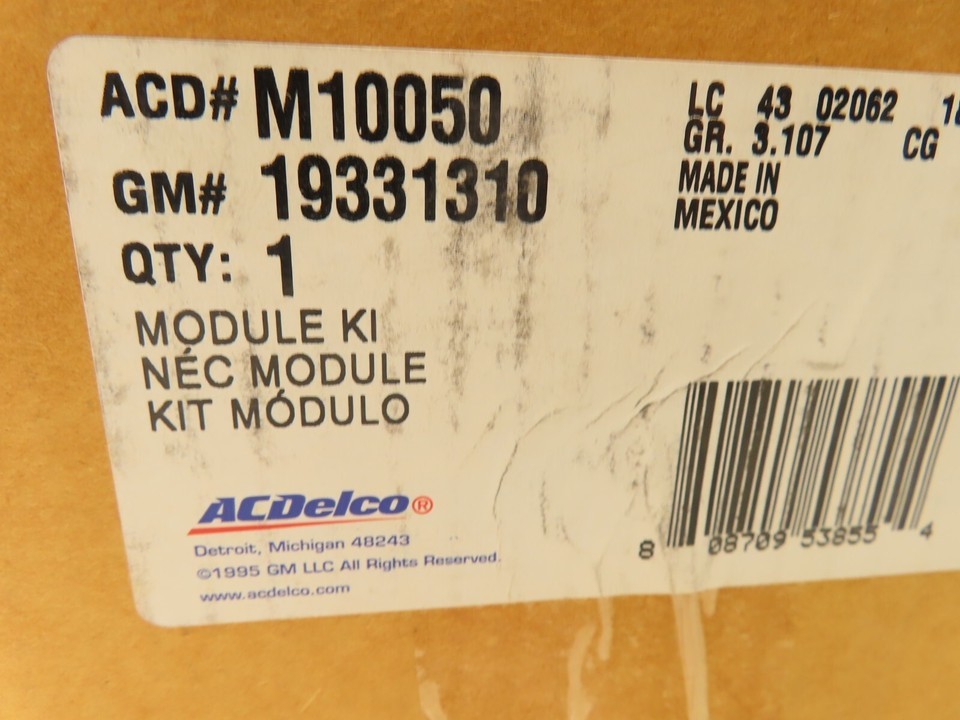 ACD# M10050
GM# 19331310
QTY: 1
MODULE KI
NÉC MODULE
KIT MÓDULO
ACDelco®
Detroit, Michigan 48243
©1995 GM LLC All Rights Reserved.
www.acdelco.com
LC 43 02062
GR. 3.107 CG
MADE IN
MEXICO
8 08709 53855 4